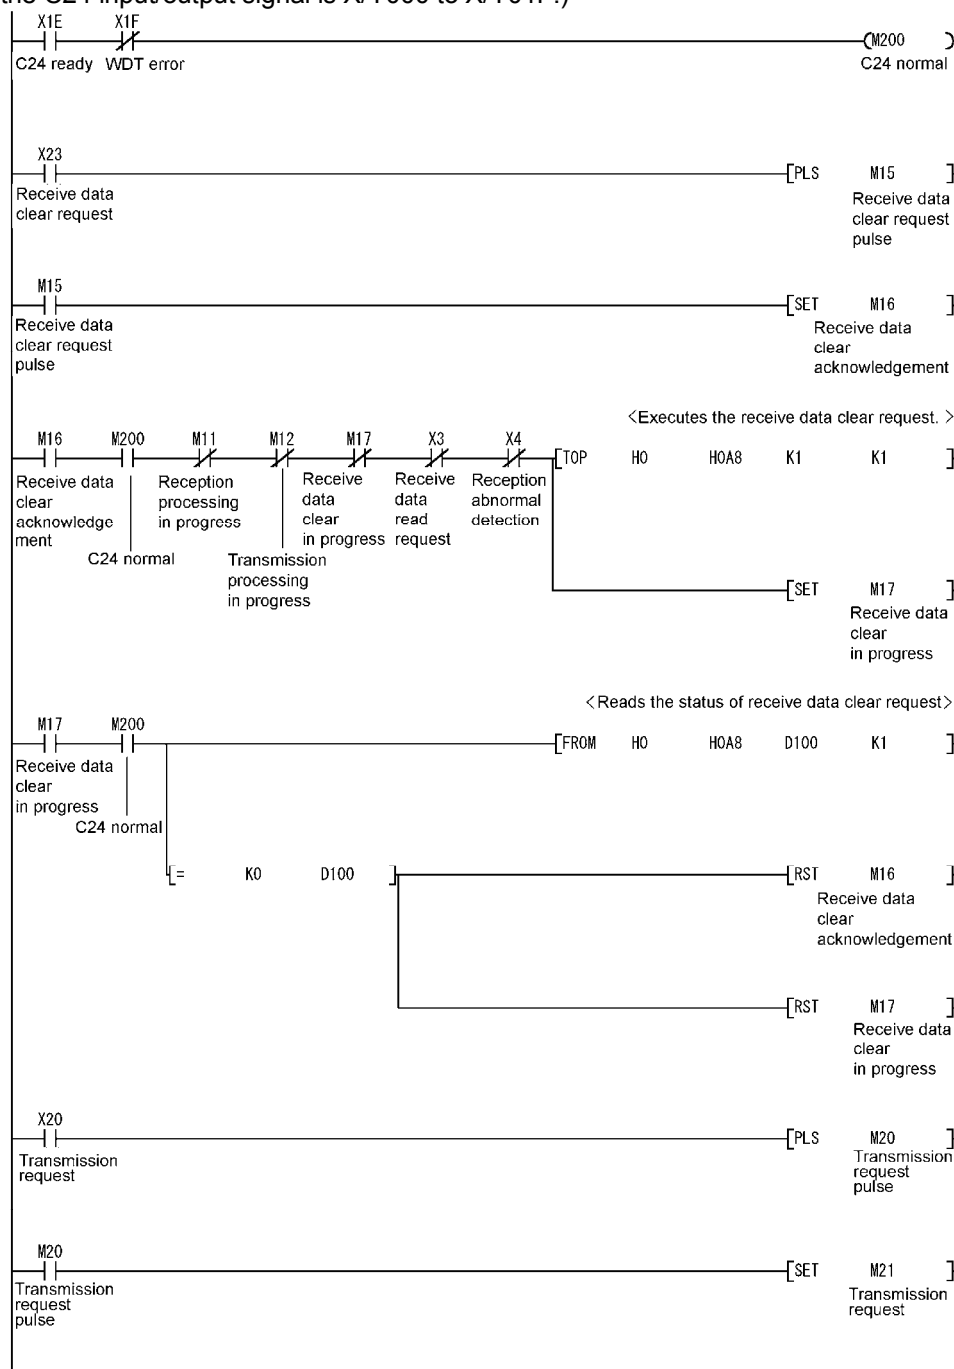 the C24 input/output signal is X/Y000 to X/Y01F.)
X1E X1F
(M200 )
C24 ready WDT error C24 normal
X23
[PLS M15 ]
Receive data
clear request
Receive data
clear request
pulse
M15
[SET M16 ]
Receive data
clear request
pulse
Receive data
clear
acknowledgement
<Executes the receive data clear request. >
M16 M200 M11 M12 M17 X3 X4
[TOP H0 H0A8 K1 K1 ]
Receive data
clear
acknowledge
ment
C24 normal
Reception
processing
in progress
Transmission
processing
in progress
Receive
data
clear
in progress
Receive
data
read
request
Reception
abnormal
detection
[SET M17 ]
Receive data
clear
in progress
<Reads the status of receive data clear request>
M17 M200
[FROM H0 H0A8 D100 K1 ]
Receive data
clear
in progress
C24 normal
[= K0 D100 ]
[RST M16 ]
Receive data
clear
acknowledgement
[RST M17 ]
Receive data
clear
in progress
X20
[PLS M20 ]
Transmission
request
Transmission
request
pulse
M20
[SET M21 ]
Transmission
request
pulse
Transmission
request